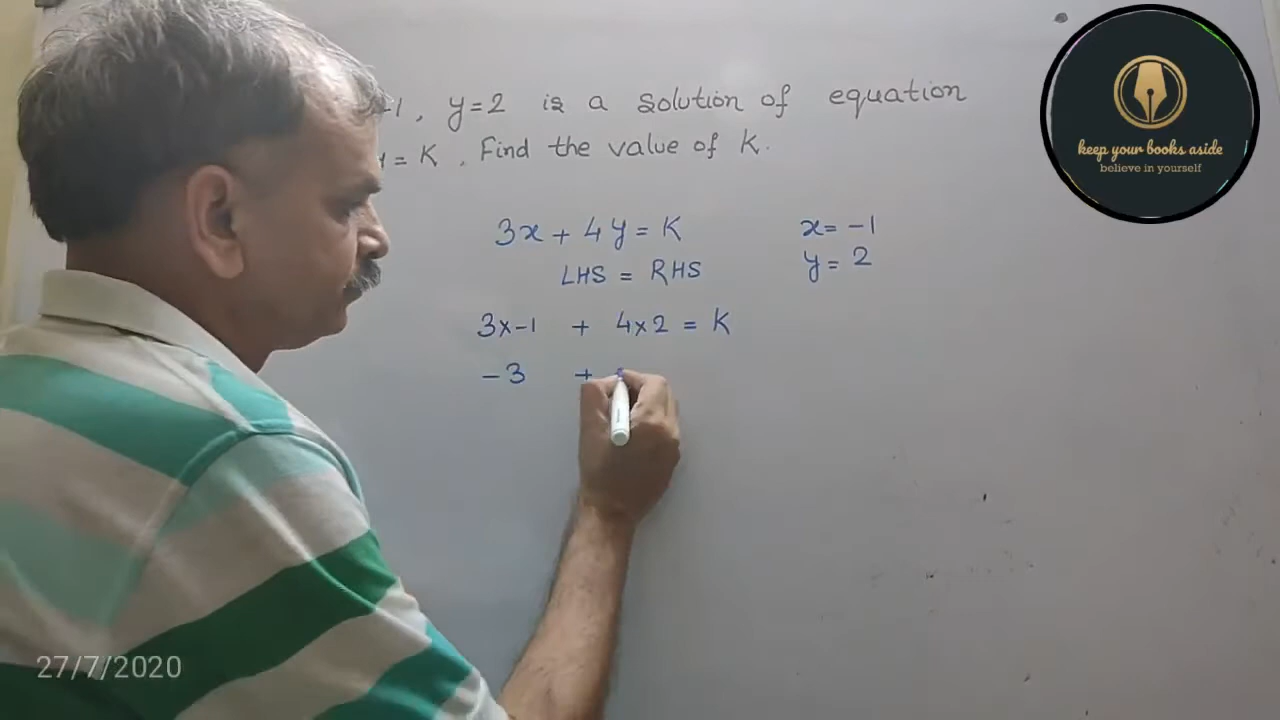 -1, y=2 is a solution of equation
y = K . Find the value of K.
3x + 4y = K
x = -1
LHS = RHS
y = 2
3x-1 + 4x2 = K
-3 +
keep your books aside
believe in yourself
27/7/2020